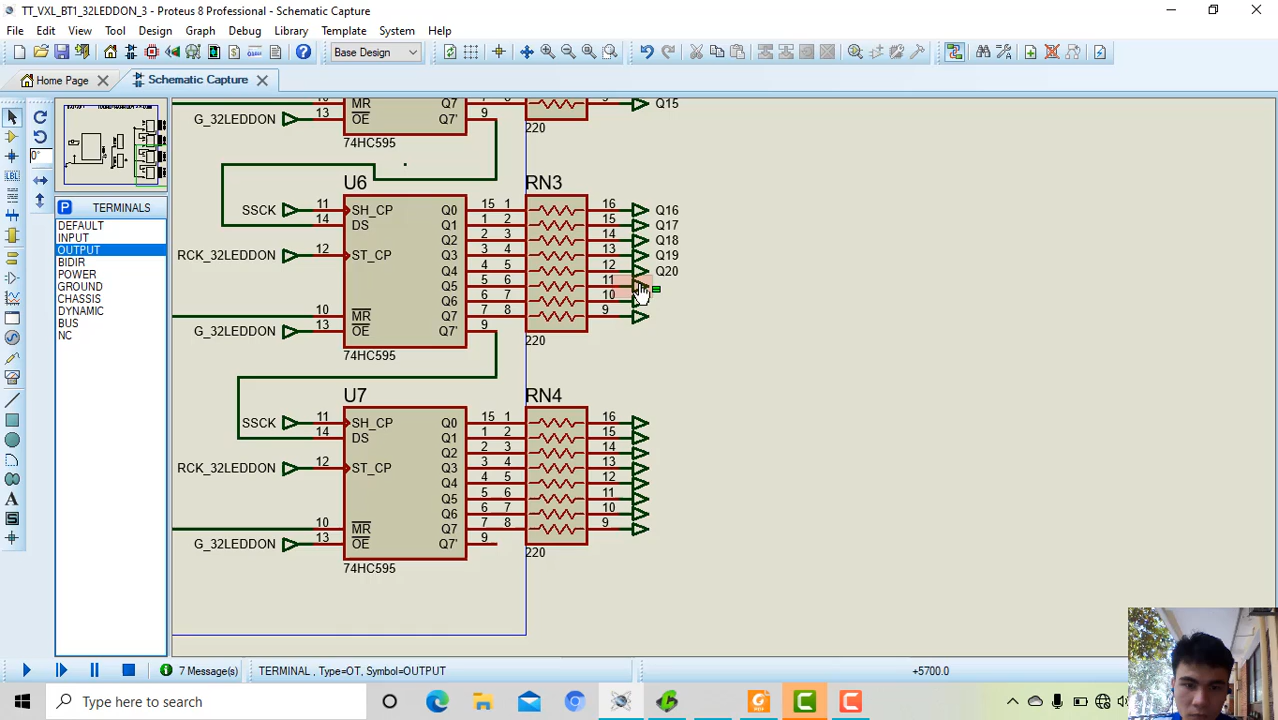 TT_VXL_BT1_32LEDDON_3 - Proteus 8 Professional - Schematic Capture
File Edit View Tool Design Graph Debug Library Template System Help
Base Design
Home Page Schematic Capture
0°
P TERMINALS
DEFAULT
INPUT
OUTPUT
BIDIR
POWER
GROUND
CHASSIS
DYNAMIC
BUS
NC
MR Q7 7 8 Q15
G_32LEDDON 13 OE Q7' 9
74HC595 220
U6 RN3
SSCK 11 SH_CP Q0 15 1 16 Q16
14 DS Q1 1 2 15 Q17
Q2 2 3 14 Q18
RCK_32LEDDON 12 ST_CP Q3 3 4 13 Q19
Q4 4 5 12 Q20
Q5 5 6 11
Q6 6 7 10
10 MR Q7 7 8 9
G_32LEDDON 13 OE Q7' 9
74HC595 220
U7 RN4
SSCK 11 SH_CP Q0 15 1 16
14 DS Q1 1 2 15
Q2 2 3 14
RCK_32LEDDON 12 ST_CP Q3 3 4 13
Q4 4 5 12
Q5 5 6 11
Q6 6 7 10
10 MR Q7 7 8 9
G_32LEDDON 13 OE Q7' 9
74HC595 220
7 Message(s) TERMINAL, Type=OT, Symbol=OUTPUT +5700.0
Type here to search